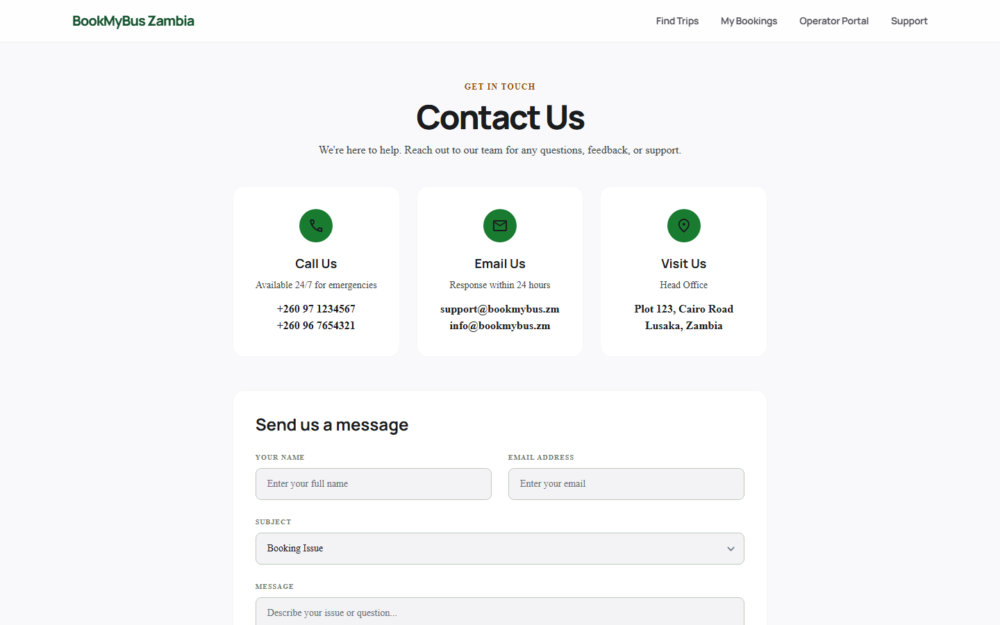 BookMyBus Zambia
Find Trips
My Bookings
Operator Portal
Support
GET IN TOUCH
Contact Us
We're here to help. Reach out to our team for any questions, feedback, or support.
Call Us
Available 24/7 for emergencies
+260 97 1234567
+260 96 7654321
Email Us
Response within 24 hours
support@bookmybus.zm
info@bookmybus.zm
Visit Us
Head Office
Plot 123, Cairo Road
Lusaka, Zambia
Send us a message
YOUR NAME
Enter your full name
EMAIL ADDRESS
Enter your email
SUBJECT
Booking Issue
MESSAGE
Describe your issue or question...